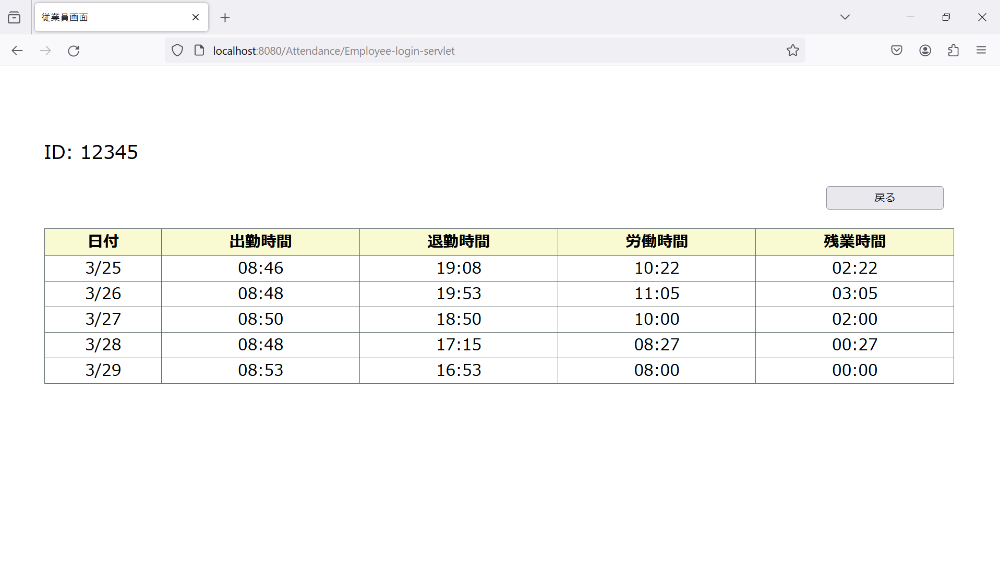 従業員画面
localhost:8080/Attendance/Employee-login-servlet
ID: 12345
戻る
日付 出勤時間 退勤時間 労働時間 残業時間
3/25 08:46 19:08 10:22 02:22
3/26 08:48 19:53 11:05 03:05
3/27 08:50 18:50 10:00 02:00
3/28 08:48 17:15 08:27 00:27
3/29 08:53 16:53 08:00 00:00